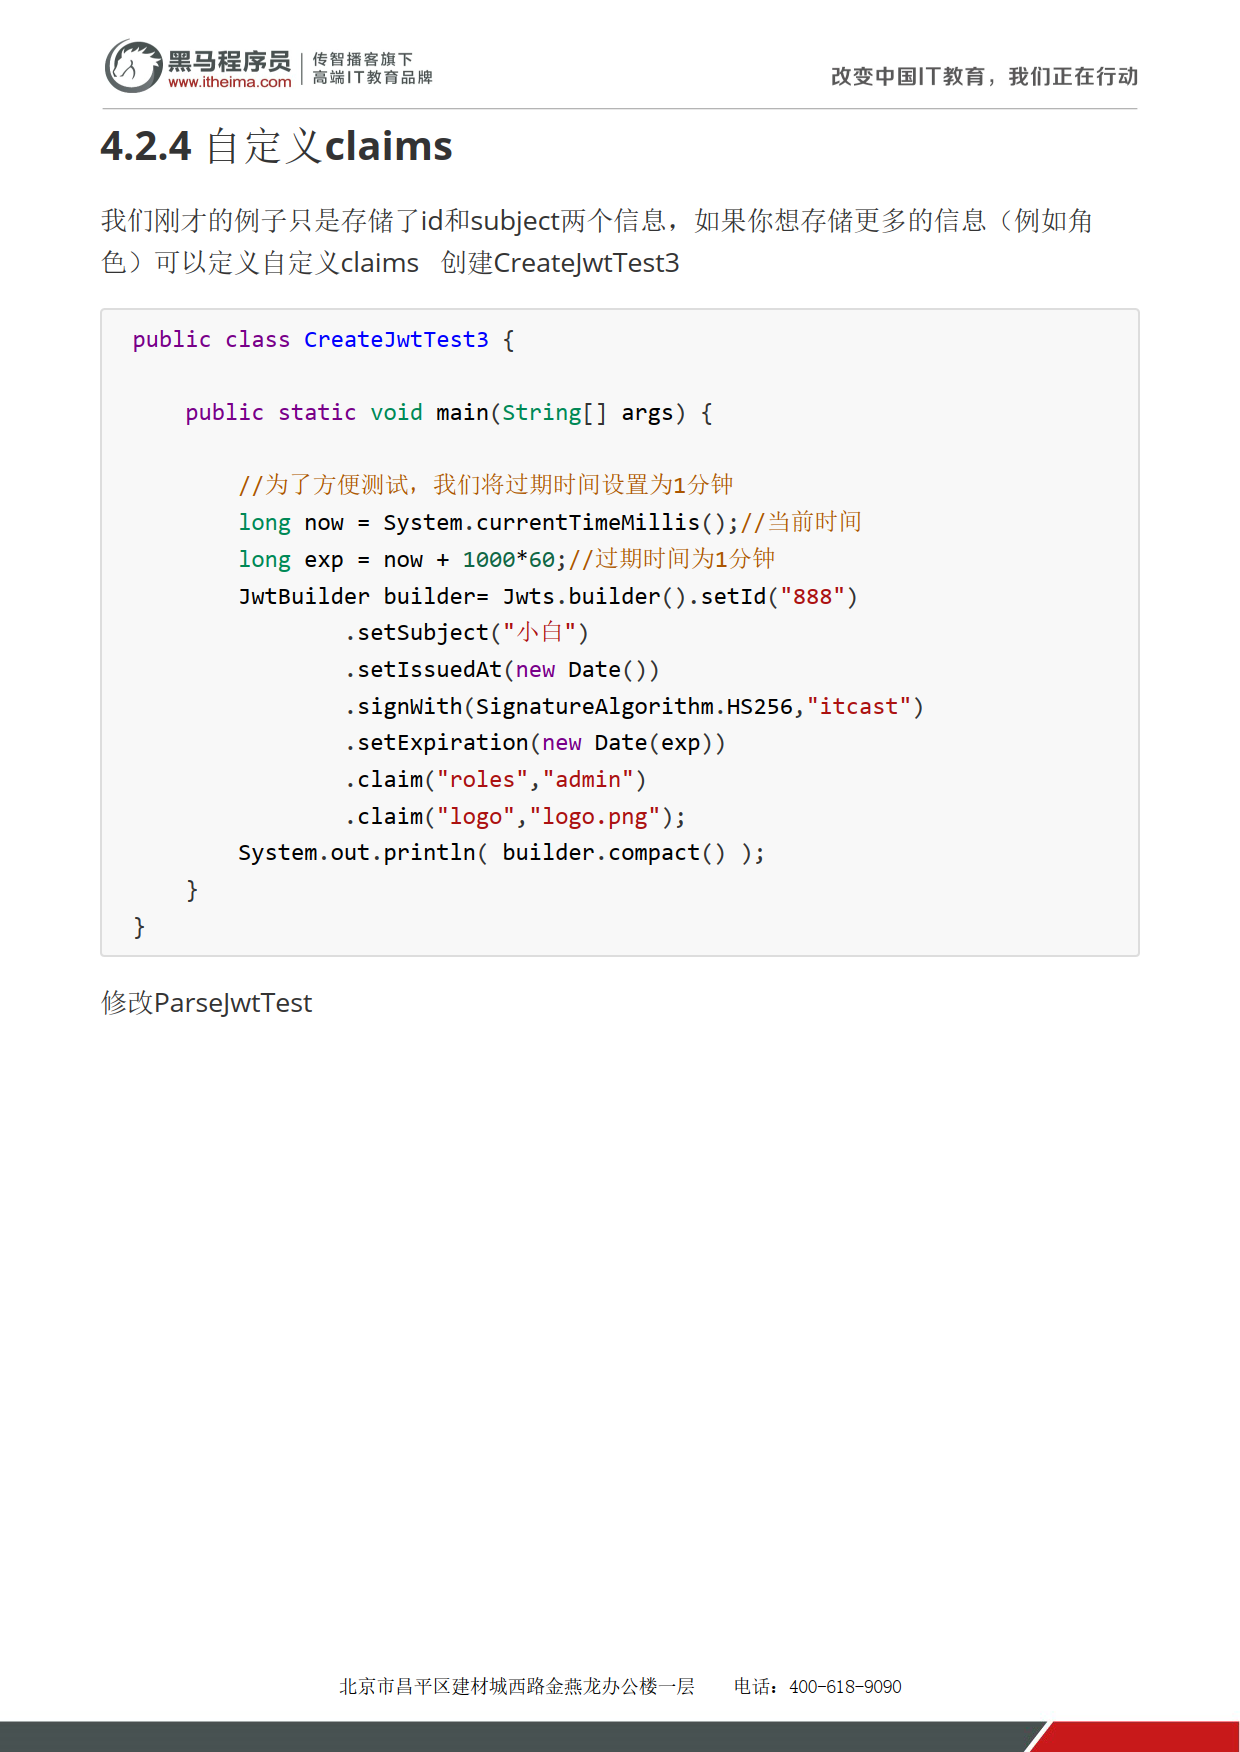 黑马程序员
www.itheima.com
传智播客旗下
高端IT教育品牌
改变中国IT教育，我们正在行动
4.2.4 自定义claims
我们刚才的例子只是存储了id和subject两个信息，如果你想存储更多的信息（例如角
色）可以定义自定义claims   创建CreateJwtTest3
public class CreateJwtTest3 {
    public static void main(String[] args) {
        //为了方便测试，我们将过期时间设置为1分钟
        long now = System.currentTimeMillis();//当前时间
        long exp = now + 1000*60;//过期时间为1分钟
        JwtBuilder builder= Jwts.builder().setId("888")
                .setSubject("小白")
                .setIssuedAt(new Date())
                .signWith(SignatureAlgorithm.HS256,"itcast")
                .setExpiration(new Date(exp))
                .claim("roles","admin")
                .claim("logo","logo.png");
        System.out.println( builder.compact() );
    }
}
修改ParseJwtTest
北京市昌平区建材城西路金燕龙办公楼一层    电话：400-618-9090